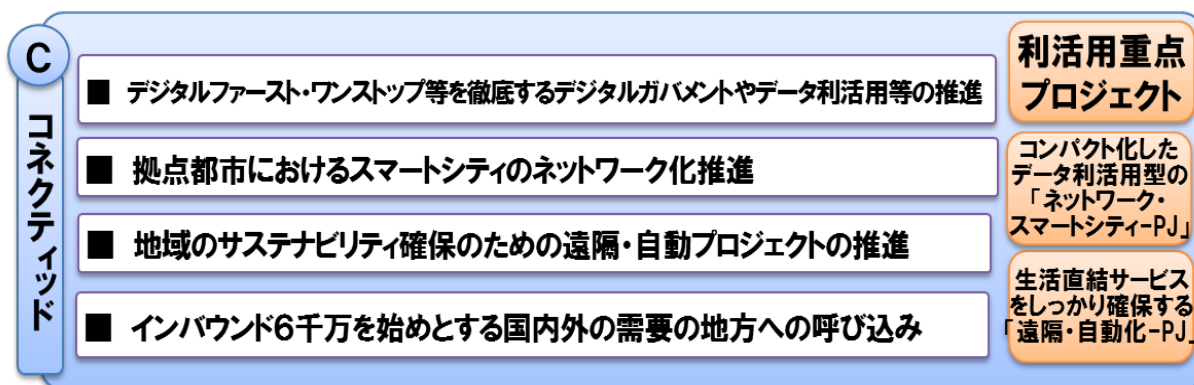 C
コネクティッド
■ デジタルファースト・ワンストップ等を徹底するデジタルガバメントやデータ利活用等の推進
■ 拠点都市におけるスマートシティのネットワーク化推進
■ 地域のサステナビリティ確保のための遠隔・自動プロジェクトの推進
■ インバウンド6千万を始めとする国内外の需要の地方への呼び込み
利活用重点
プロジェクト
コンパクト化した
データ利活用型の
「ネットワーク・
スマートシティ-PJ」
生活直結サービス
をしっかり確保する
「遠隔・自動化-PJ」